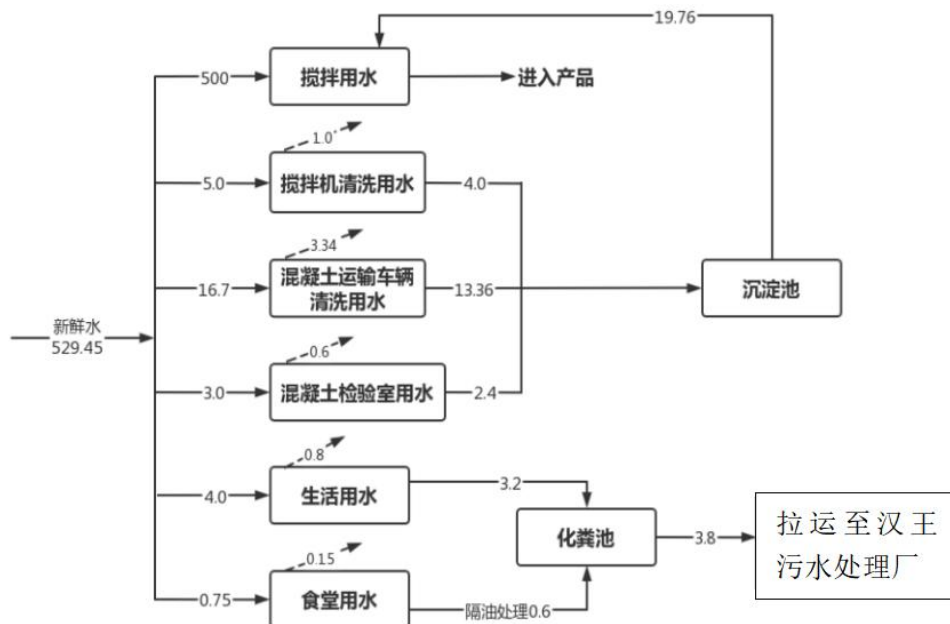 19.76
500
搅拌用水
进入产品
1.0
5.0
搅拌机清洗用水
4.0
3.34
16.7
混凝土运输车辆
清洗用水
13.36
沉淀池
新鲜水
529.45
0.6
3.0
混凝土检验室用水
2.4
0.8
4.0
生活用水
3.2
化粪池
3.8
拉运至汉王
污水处理厂
0.15
0.75
食堂用水
隔油处理0.6